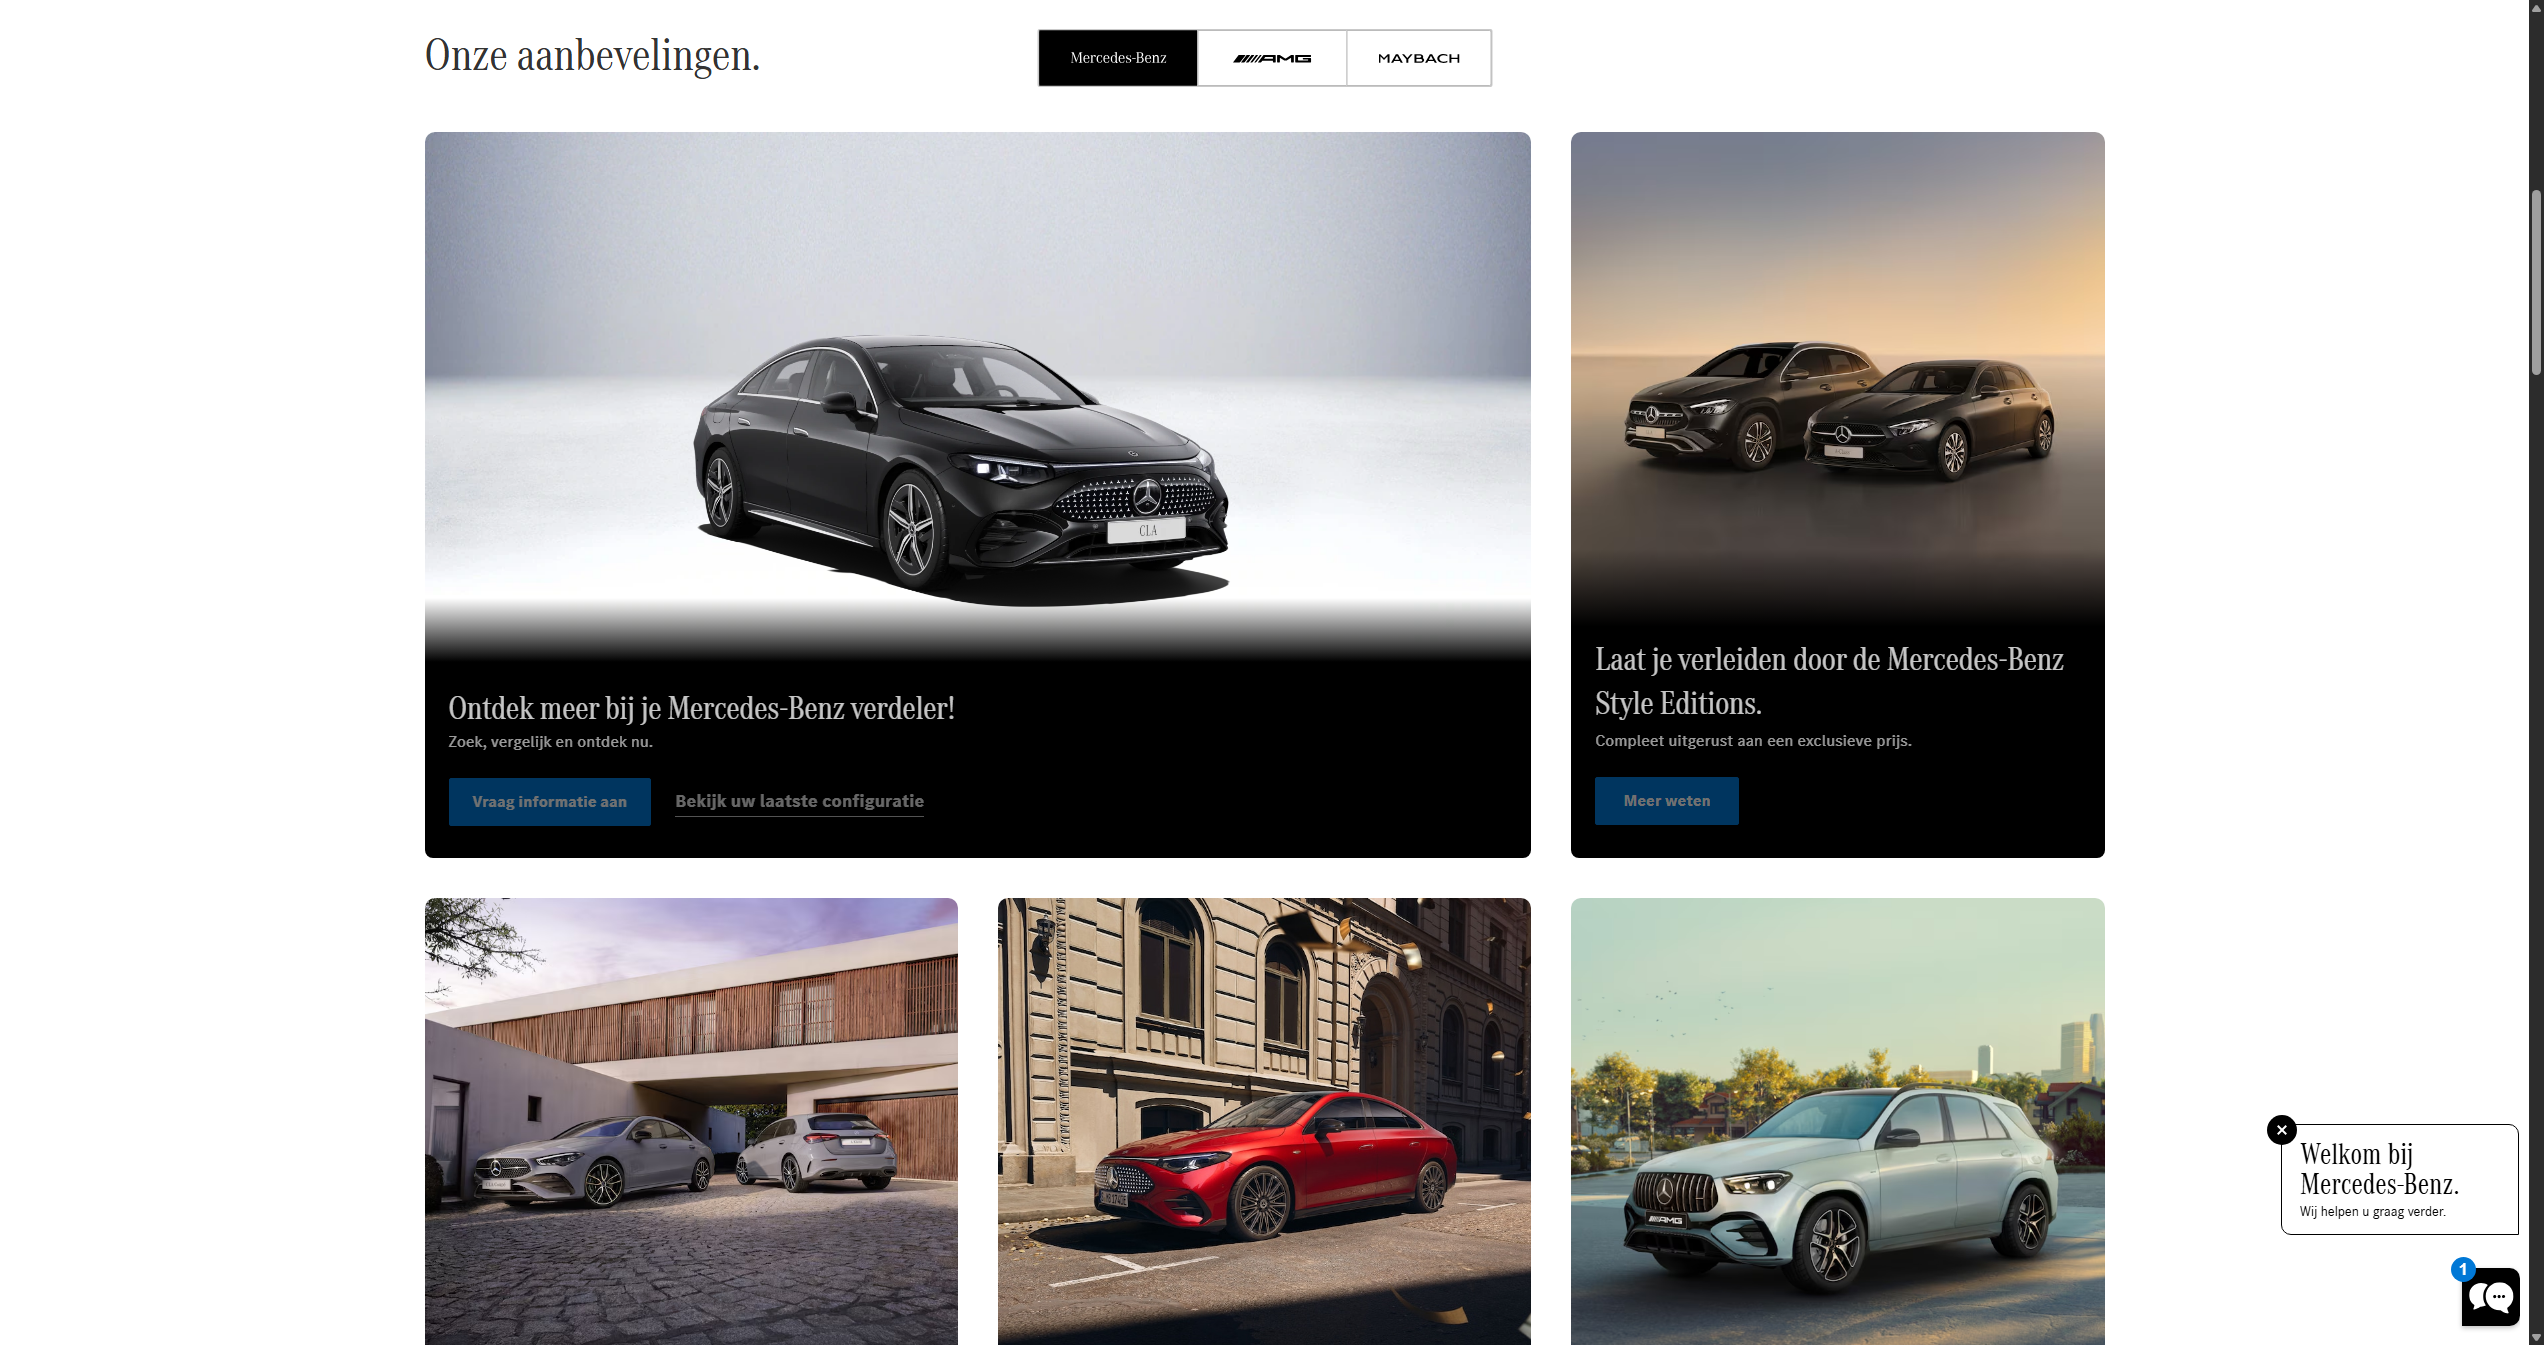 Onze aanbevelingen.
Mercedes-Benz
AMG
MAYBACH
CLA
Ontdek meer bij je Mercedes-Benz verdeler!
Zoek, vergelijk en ontdek nu.
Vraag informatie aan
Bekijk uw laatste configuratie
Laat je verleiden door de Mercedes-Benz
Style Editions.
Compleet uitgerust aan een exclusieve prijs.
Meer weten
AMG
Welkom bij
Mercedes-Benz.
Wij helpen u graag verder.
1